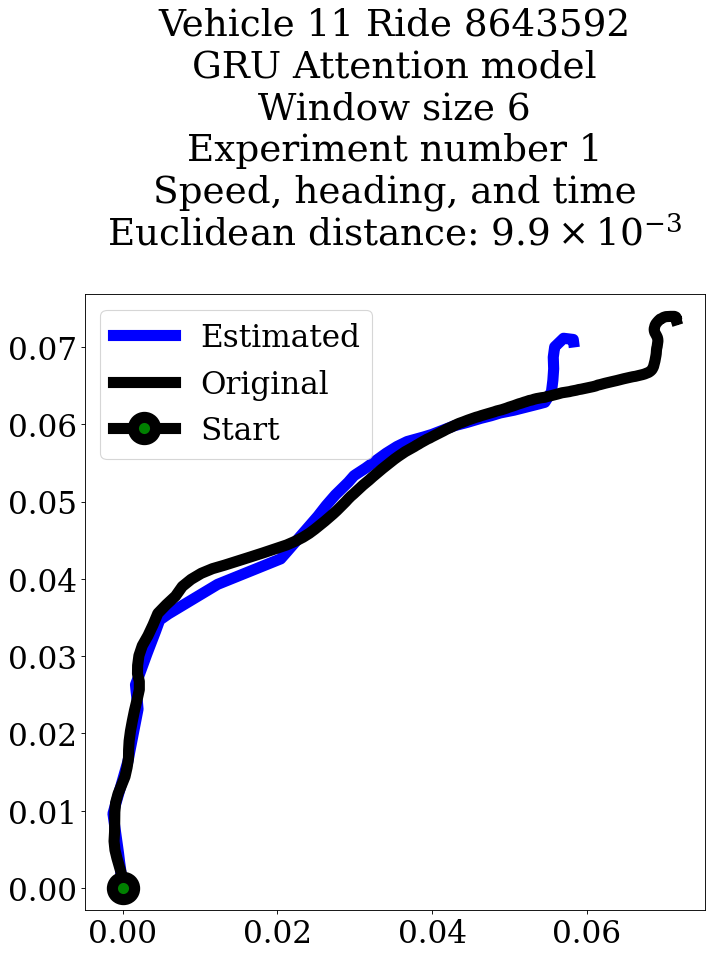 Vehicle 11 Ride 8643592
GRU Attention model
Window size 6
Experiment number 1
Speed, heading, and time
Euclidean distance: 9.9 × 10⁻³
Estimated
Original
Start
0.07
0.06
0.05
0.04
0.03
0.02
0.01
0.00
0.00 0.02 0.04 0.06